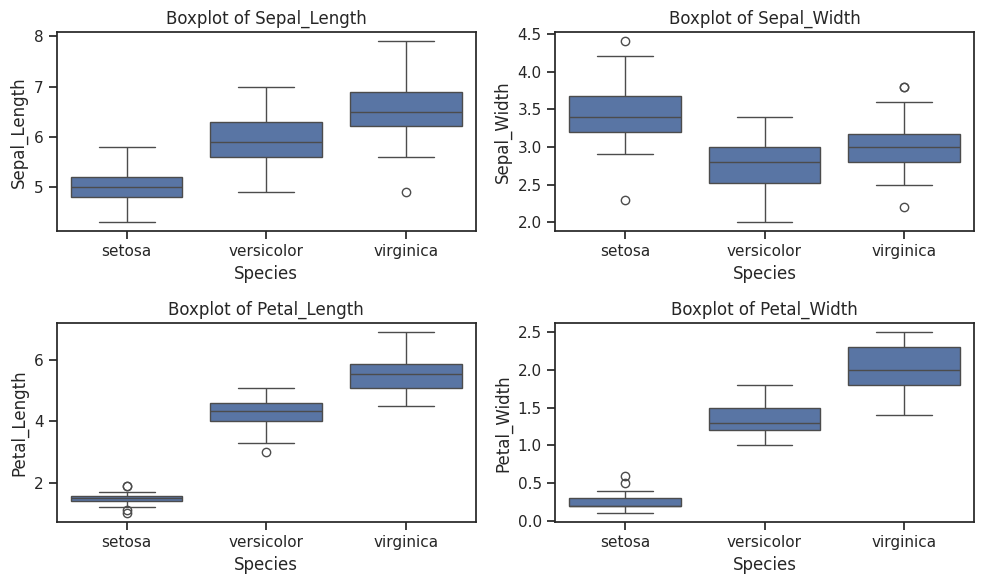 Boxplot of Sepal_Length
Sepal_Length
8
7
6
5
setosa
versicolor
virginica
Species
Boxplot of Sepal_Width
Sepal_Width
4.5
4.0
3.5
3.0
2.5
2.0
setosa
versicolor
virginica
Species
Boxplot of Petal_Length
Petal_Length
6
4
2
setosa
versicolor
virginica
Species
Boxplot of Petal_Width
Petal_Width
2.5
2.0
1.5
1.0
0.5
0.0
setosa
versicolor
virginica
Species